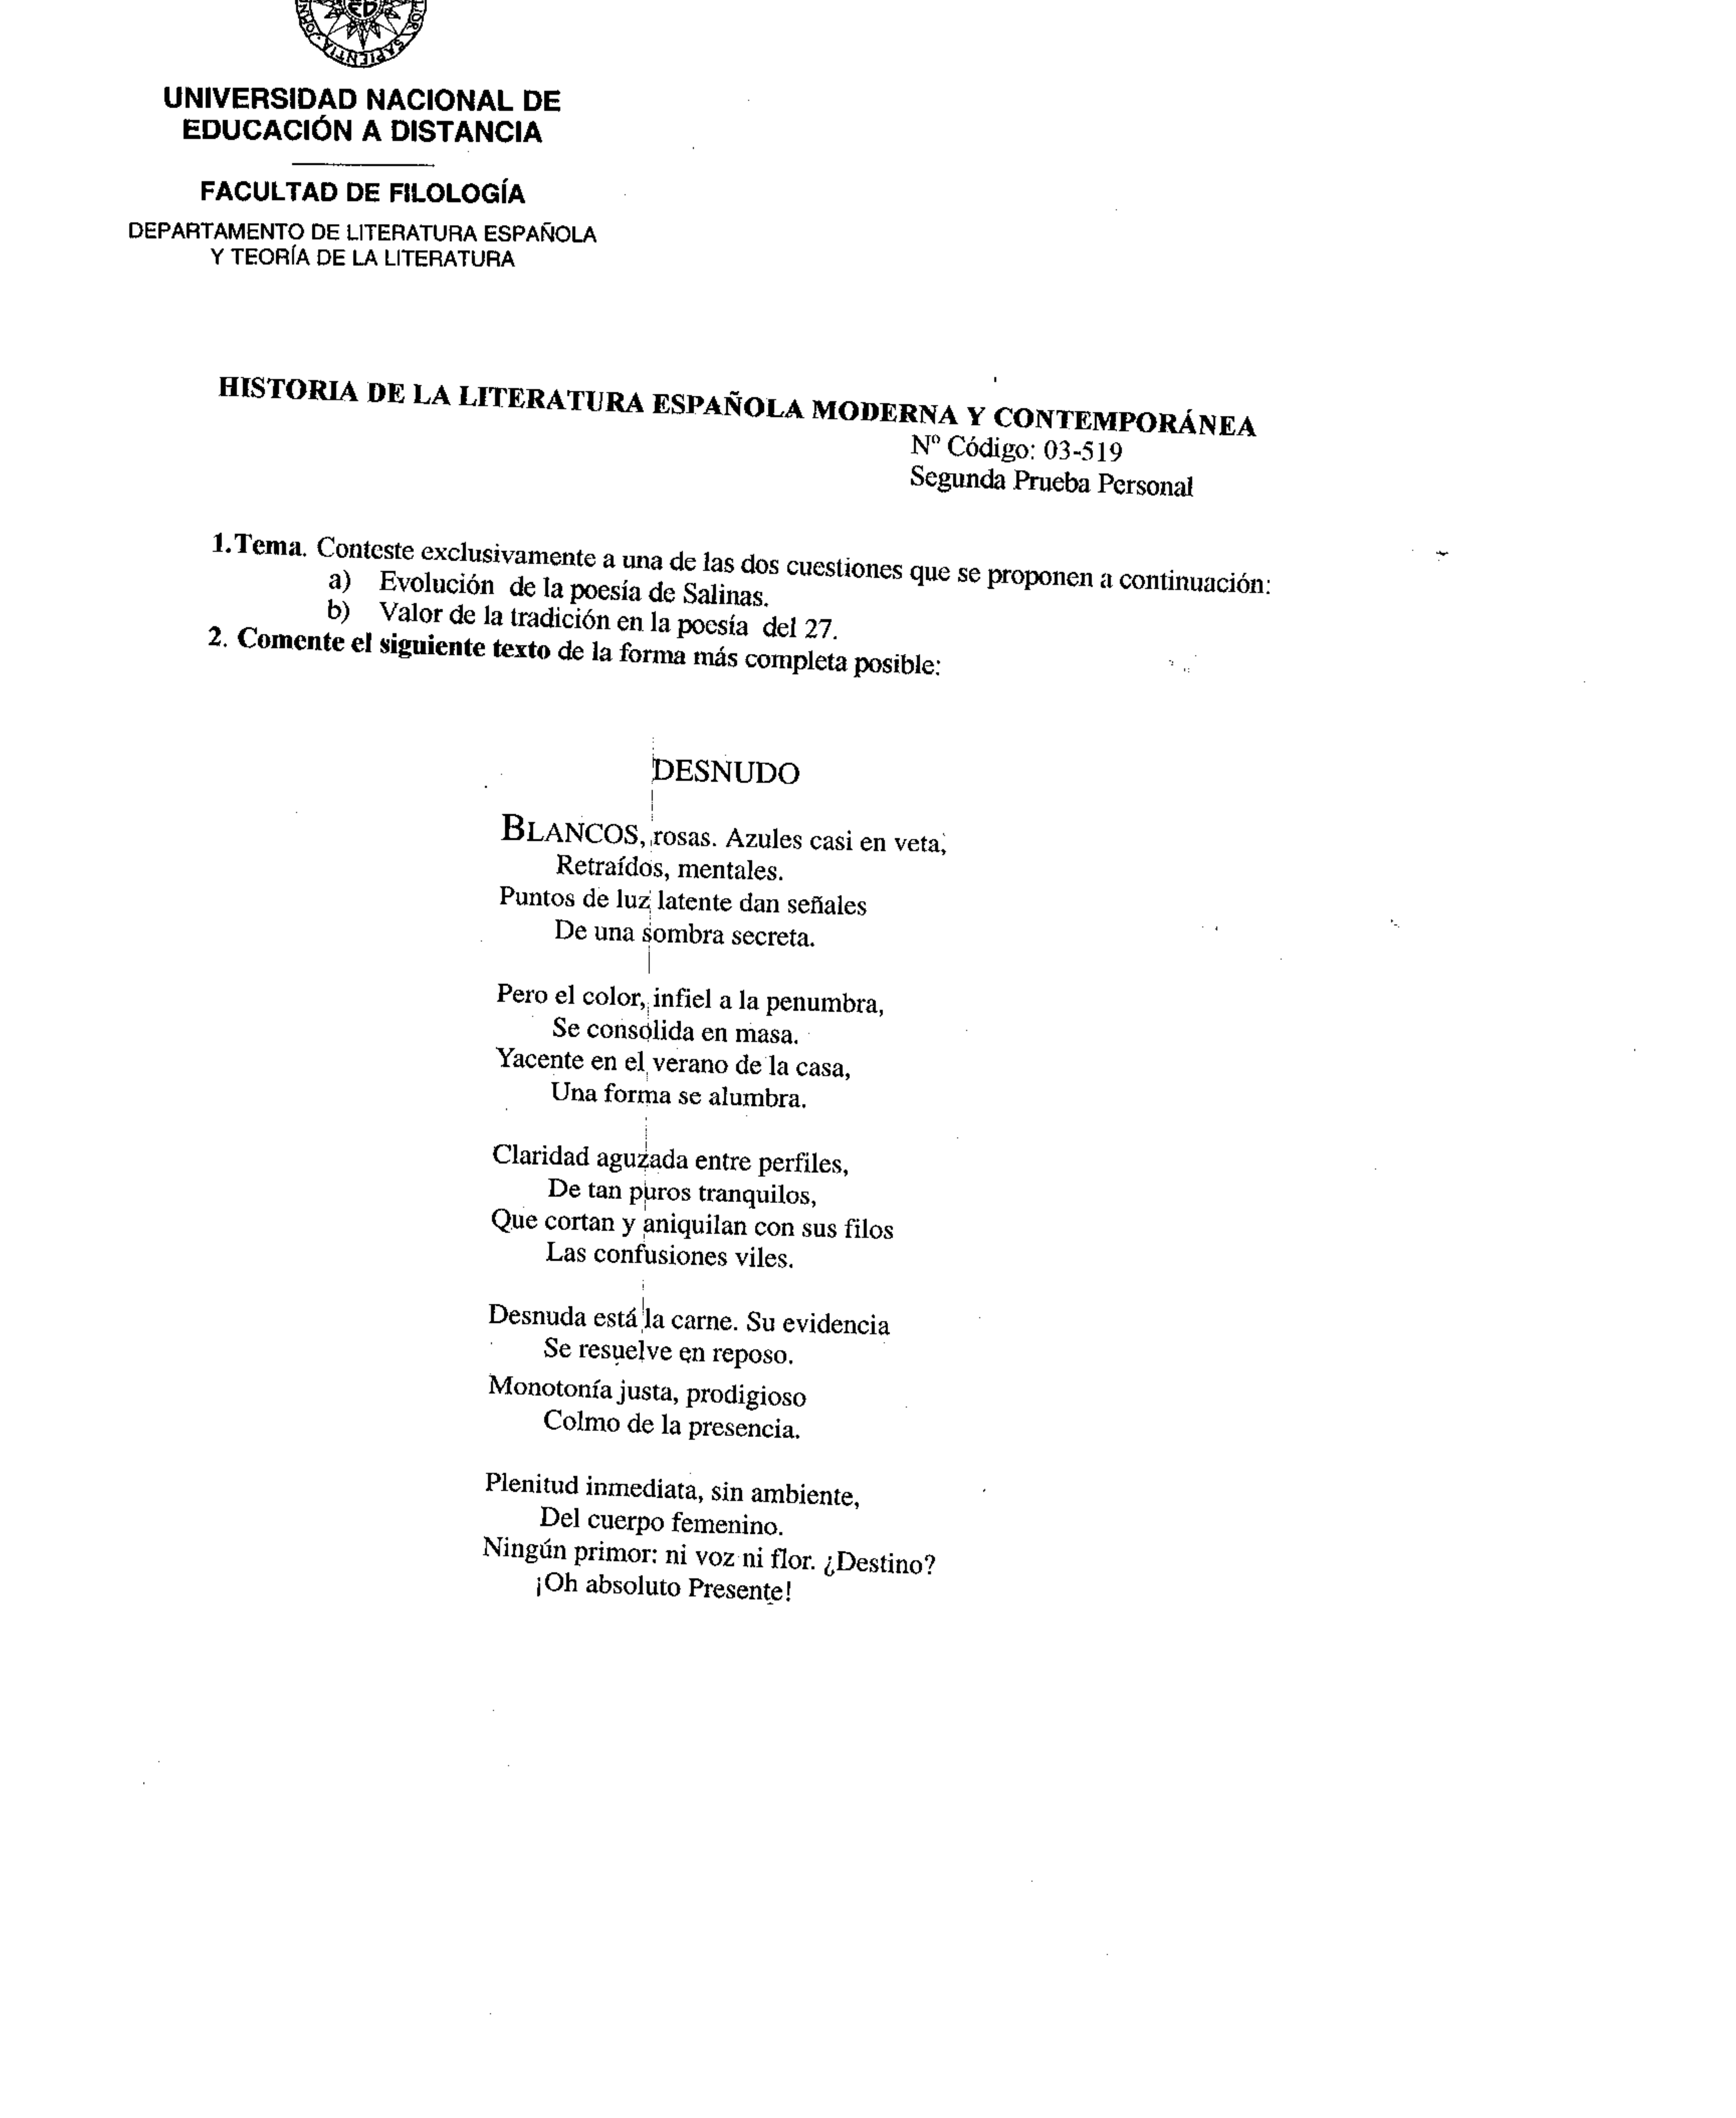 SAPIENTIA
UNIVERSIDAD NACIONAL DE
EDUCACIÓN A DISTANCIA
FACULTAD DE FILOLOGÍA
DEPARTAMENTO DE LITERATURA ESPAÑOLA
Y TEORÍA DE LA LITERATURA
HISTORIA DE LA LITERATURA ESPAÑOLA MODERNA Y CONTEMPORÁNEA
Nº Código: 03-519
Segunda Prueba Personal
1.Tema. Conteste exclusivamente a una de las dos cuestiones que se proponen a continuación:
a) Evolución de la poesía de Salinas.
b) Valor de la tradición en la poesía del 27.
2. Comente el siguiente texto de la forma más completa posible:
DESNUDO
BLANCOS, rosas. Azules casi en veta,
Retraídos, mentales.
Puntos de luz latente dan señales
De una sombra secreta.
Pero el color, infiel a la penumbra,
Se consolida en masa.
Yacente en el verano de la casa,
Una forma se alumbra.
Claridad aguzada entre perfiles,
De tan puros tranquilos,
Que cortan y aniquilan con sus filos
Las confusiones viles.
Desnuda está la carne. Su evidencia
Se resuelve en reposo.
Monotonía justa, prodigioso
Colmo de la presencia.
Plenitud inmediata, sin ambiente,
Del cuerpo femenino.
Ningún primor: ni voz ni flor. ¿Destino?
¡Oh absoluto Presente!